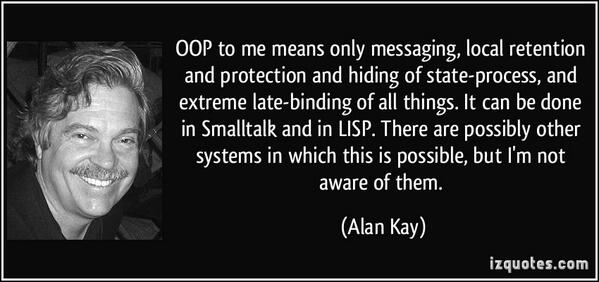 OOP to me means only messaging, local retention
and protection and hiding of state-process, and
extreme late-binding of all things. It can be done
in Smalltalk and in LISP. There are possibly other
systems in which this is possible, but I'm not
aware of them.
(Alan Kay)
izquotes.com